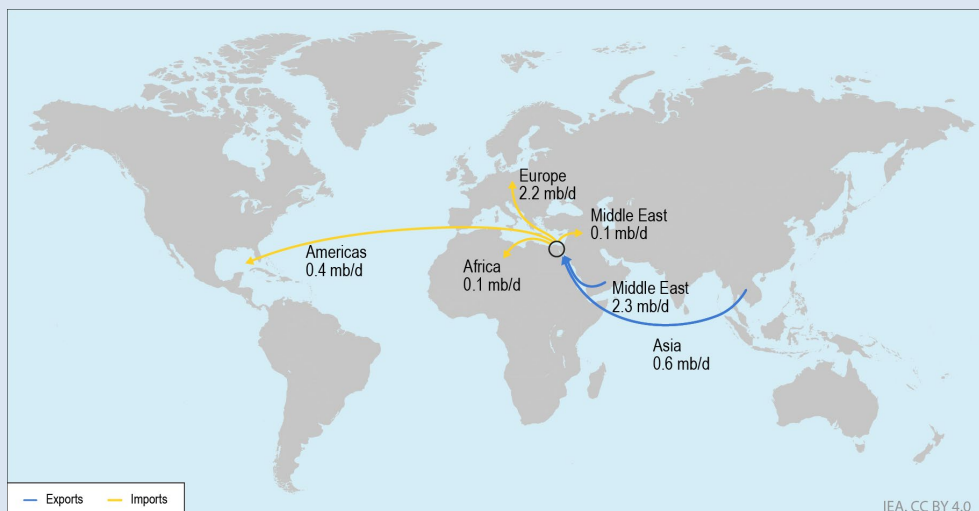 Europe
2.2 mb/d
Middle East
0.1 mb/d
Americas
0.4 mb/d
Africa
0.1 mb/d
Middle East
2.3 mb/d
Asia
0.6 mb/d
Exports
Imports
IEA. CC BY 4.0